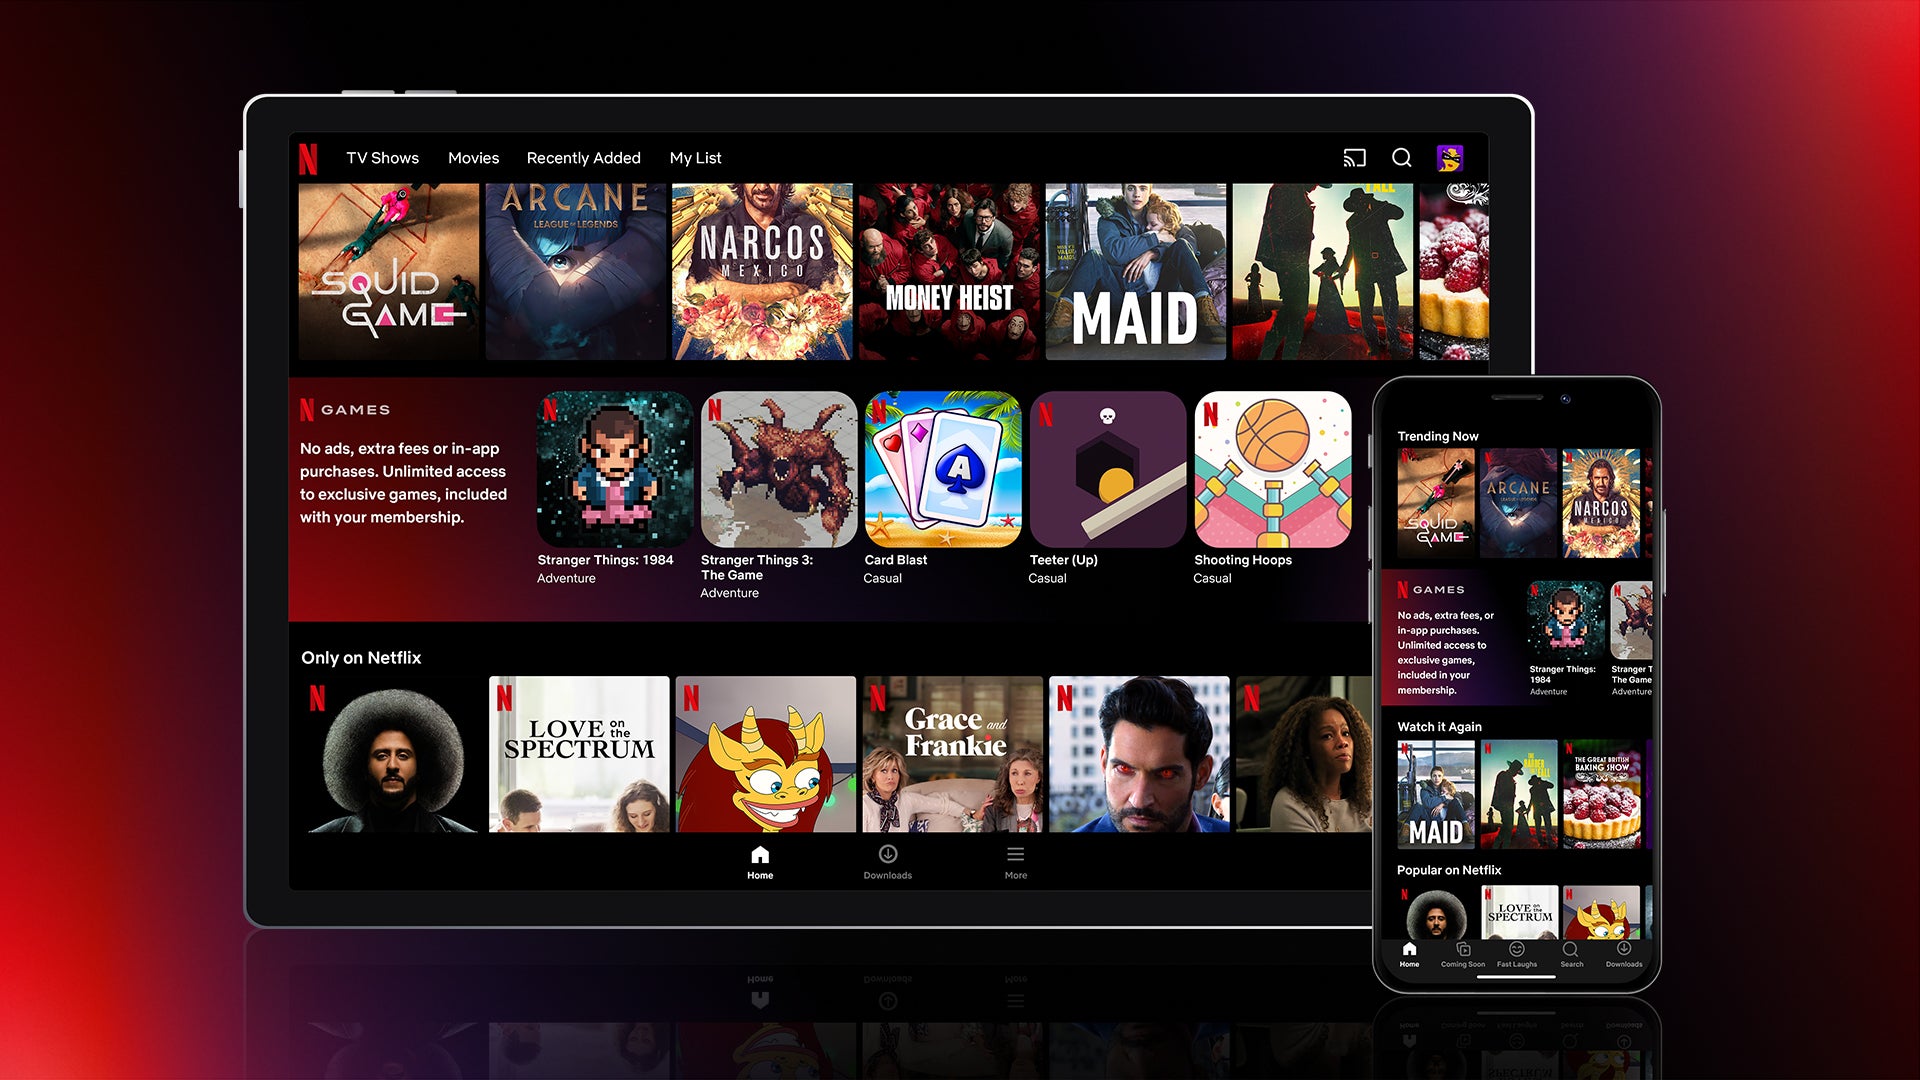 N
TV Shows
Movies
Recently Added
My List
SQUID
GAME
ARCANE
LEAGUE OF LEGENDS
NARCOS
MEXICO
MONEY HEIST
MAID
FALL
N GAMES
No ads, extra fees or in-app
purchases. Unlimited access
to exclusive games, included
with your membership.
N
N
N
A
N
N
Stranger Things: 1984
Adventure
Stranger Things 3:
The Game
Adventure
Card Blast
Casual
Teeter (Up)
Casual
Shooting Hoops
Casual
Only on Netflix
N
N
LOVE on the
SPECTRUM
N
N
Grace and
Frankie
N
N
Home
Downloads
More
Trending Now
SQUID
GAME
ARCANE
LEAGUE OF LEGENDS
NARCOS
MEXICO
N GAMES
No ads, extra fees, or
in-app purchases.
Unlimited access to
exclusive games,
included in your
membership.
N
N
Stranger Things:
1984
Adventure
Stranger T
The Game
Adventure
Watch it Again
N
MAID
N
THE HARDER
THEY FALL
N
THE GREAT BRITISH
BAKING SHOW
Popular on Netflix
N
N
LOVE on the
SPECTRUM
N
Home
Coming Soon
Fast Laughs
Search
Downloads